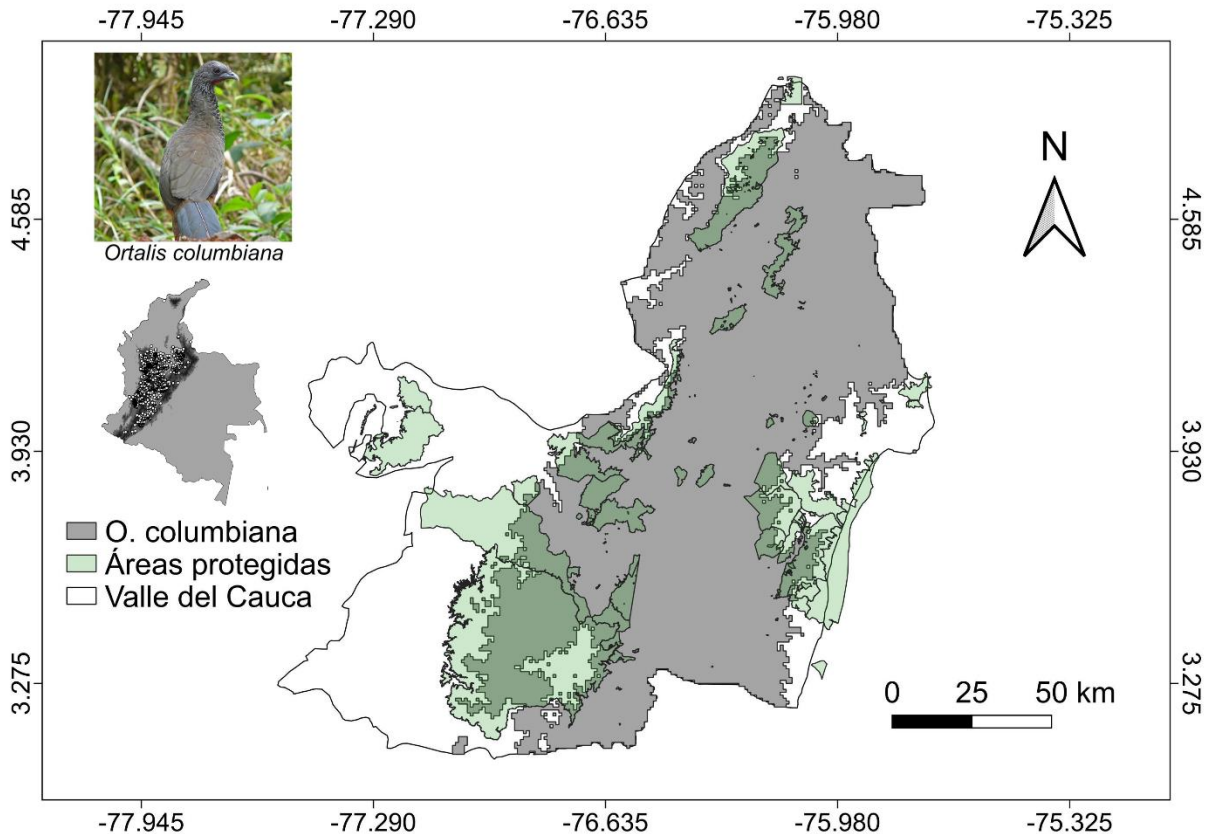 -77.945 -77.290 -76.635 -75.980 -75.325
N
4.585 4.585
Ortalis columbiana
3.930 3.930
O. columbiana
Áreas protegidas
Valle del Cauca
3.275 3.275
0 25 50 km
-77.945 -77.290 -76.635 -75.980 -75.325